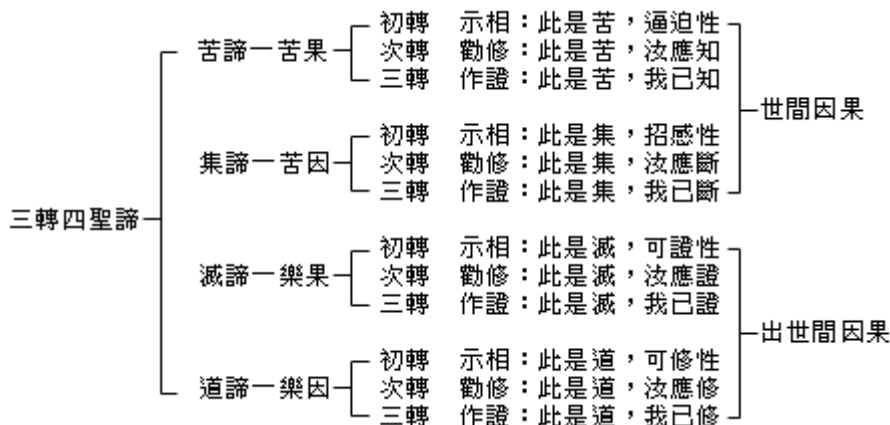 初轉 示相：此是苦，逼迫性
苦諦－苦果 次轉 勸修：此是苦，汝應知
三轉 作證：此是苦，我已知
世間因果
初轉 示相：此是集，招感性
集諦－苦因 次轉 勸修：此是集，汝應斷
三轉 作證：此是集，我已斷
三轉四聖諦
初轉 示相：此是滅，可證性
滅諦－樂果 次轉 勸修：此是滅，汝應證
三轉 作證：此是滅，我已證
出世間因果
初轉 示相：此是道，可修性
道諦－樂因 次轉 勸修：此是道，汝應修
三轉 作證：此是道，我已修